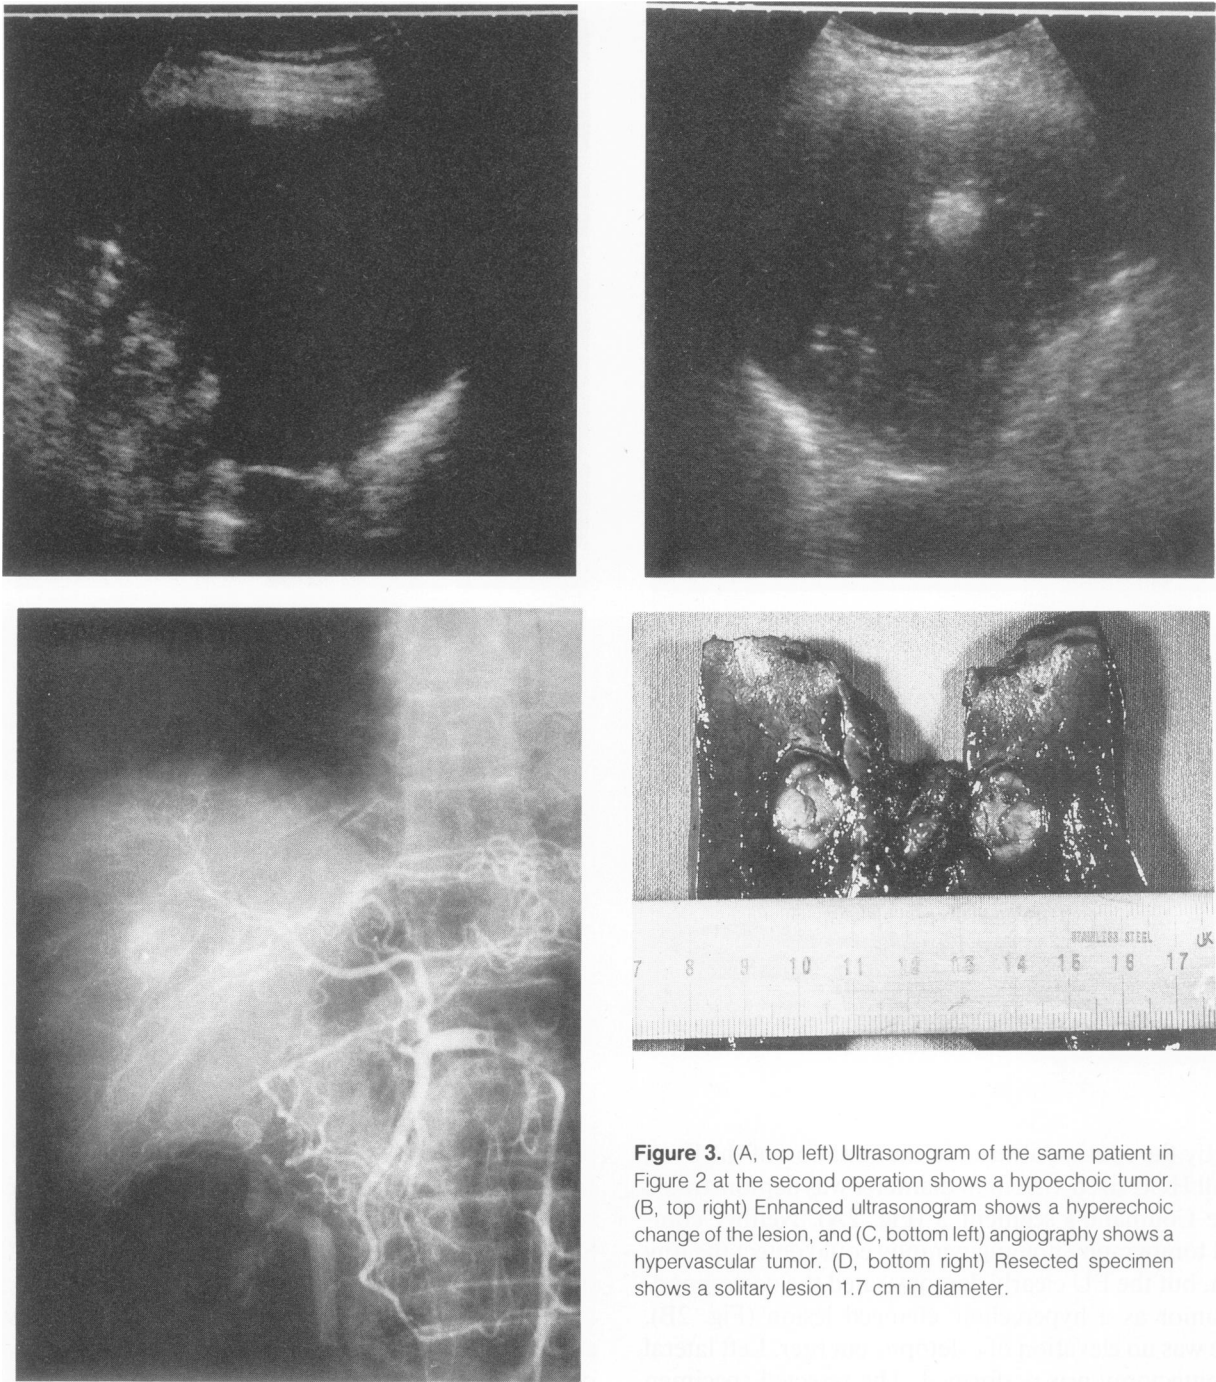 STAINLESS STEEL
UK
7 8 9 10 11 12 13 14 15 16 17
Figure 3. (A, top left) Ultrasonogram of the same patient in
Figure 2 at the second operation shows a hypoechoic tumor.
(B, top right) Enhanced ultrasonogram shows a hyperechoic
change of the lesion, and (C, bottom left) angiography shows a
hypervascular tumor. (D, bottom right) Resected specimen
shows a solitary lesion 1.7 cm in diameter.